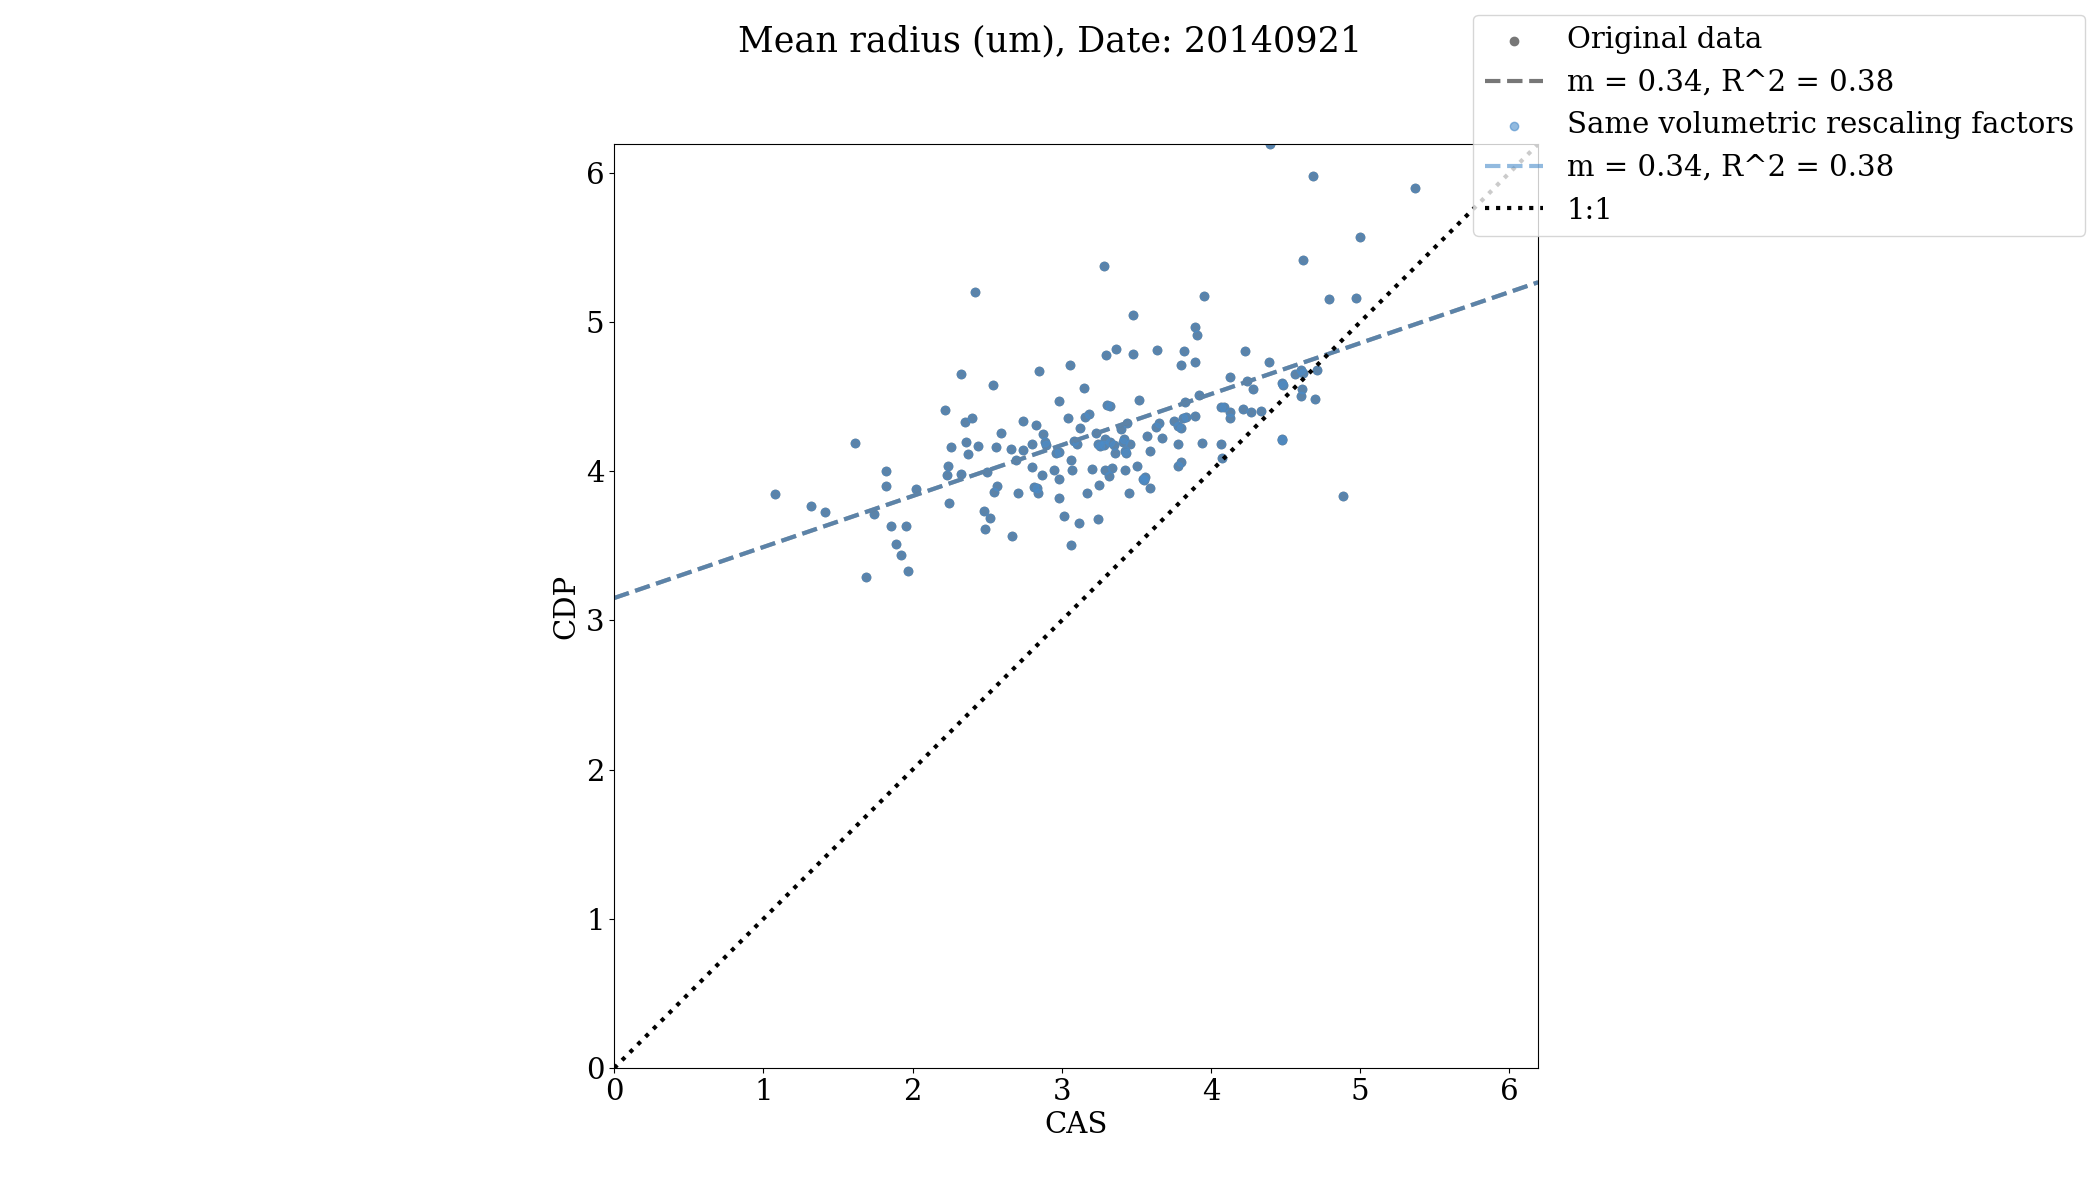 Mean radius (um), Date: 20140921
Original data
m = 0.34, R^2 = 0.38
Same volumetric rescaling factors
m = 0.34, R^2 = 0.38
1:1
6
5
4
3
2
1
0
CDP
0 1 2 3 4 5 6
CAS